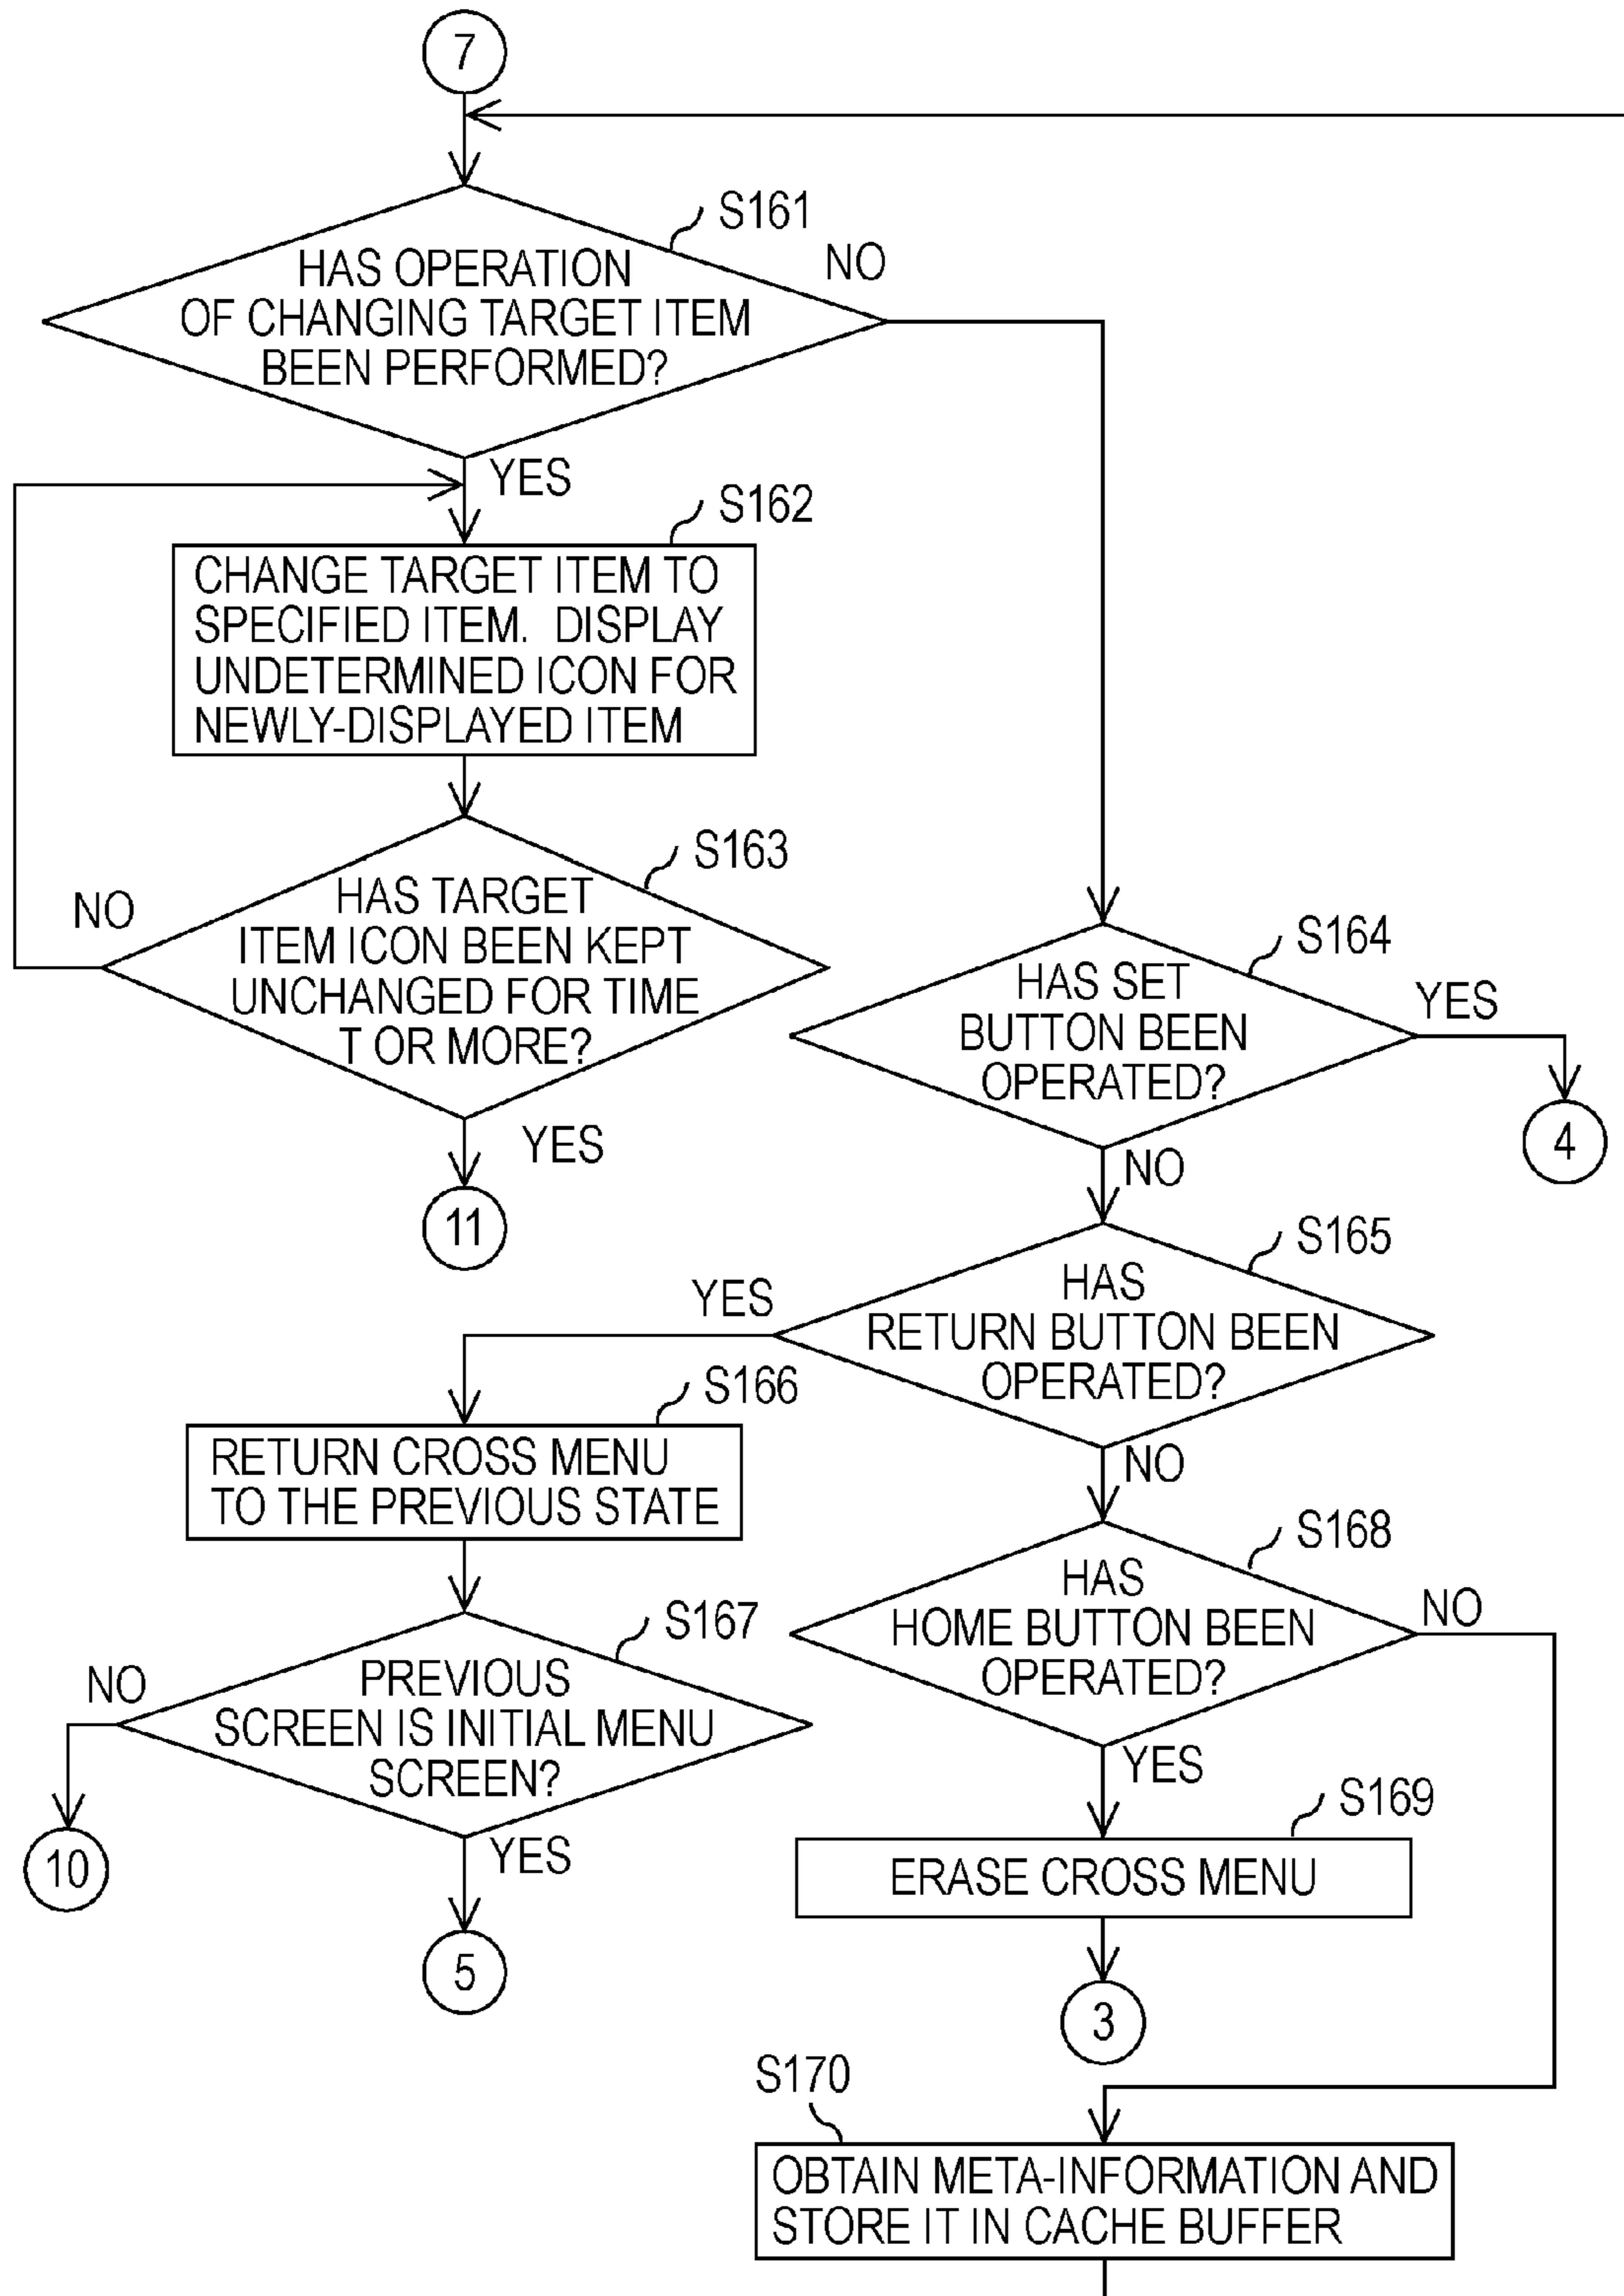 7
S161
HAS OPERATION
OF CHANGING TARGET ITEM
BEEN PERFORMED?
NO
YES
S162
CHANGE TARGET ITEM TO
SPECIFIED ITEM. DISPLAY
UNDETERMINED ICON FOR
NEWLY-DISPLAYED ITEM
S163
HAS TARGET
ITEM ICON BEEN KEPT
UNCHANGED FOR TIME
T OR MORE?
NO
YES
11
S164
HAS SET
BUTTON BEEN
OPERATED?
YES
4
NO
S165
HAS
RETURN BUTTON BEEN
OPERATED?
YES
NO
S166
RETURN CROSS MENU
TO THE PREVIOUS STATE
S167
PREVIOUS
SCREEN IS INITIAL MENU
SCREEN?
NO
10
YES
5
S168
HAS
HOME BUTTON BEEN
OPERATED?
NO
YES
S169
ERASE CROSS MENU
3
S170
OBTAIN META-INFORMATION AND
STORE IT IN CACHE BUFFER